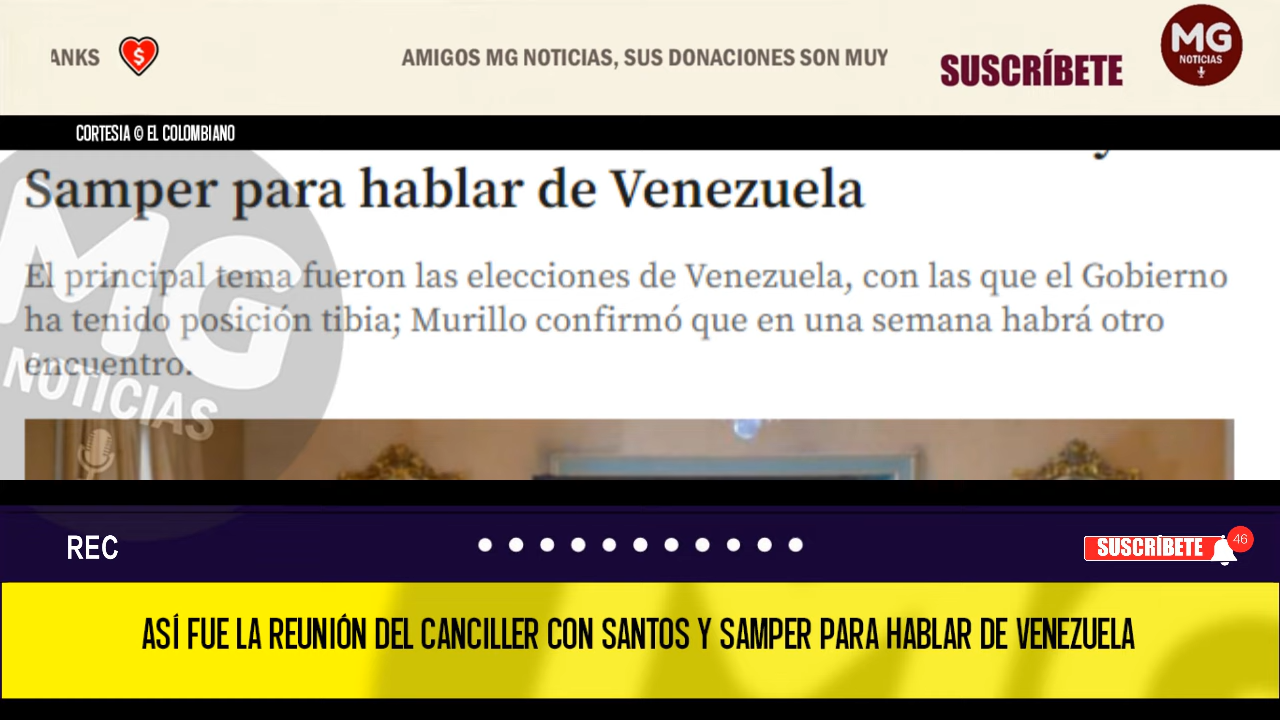 ANKS
AMIGOS MG NOTICIAS, SUS DONACIONES SON MUY
SUSCRÍBETE
MG
NOTICIAS
CORTESIA © EL COLOMBIANO
Samper para hablar de Venezuela
El principal tema fueron las elecciones de Venezuela, con las que el Gobierno
ha tenido posición tibia; Murillo confirmó que en una semana habrá otro
encuentro.
MG
NOTICIAS
REC
SUSCRÍBETE
46
ASÍ FUE LA REUNIÓN DEL CANCILLER CON SANTOS Y SAMPER PARA HABLAR DE VENEZUELA